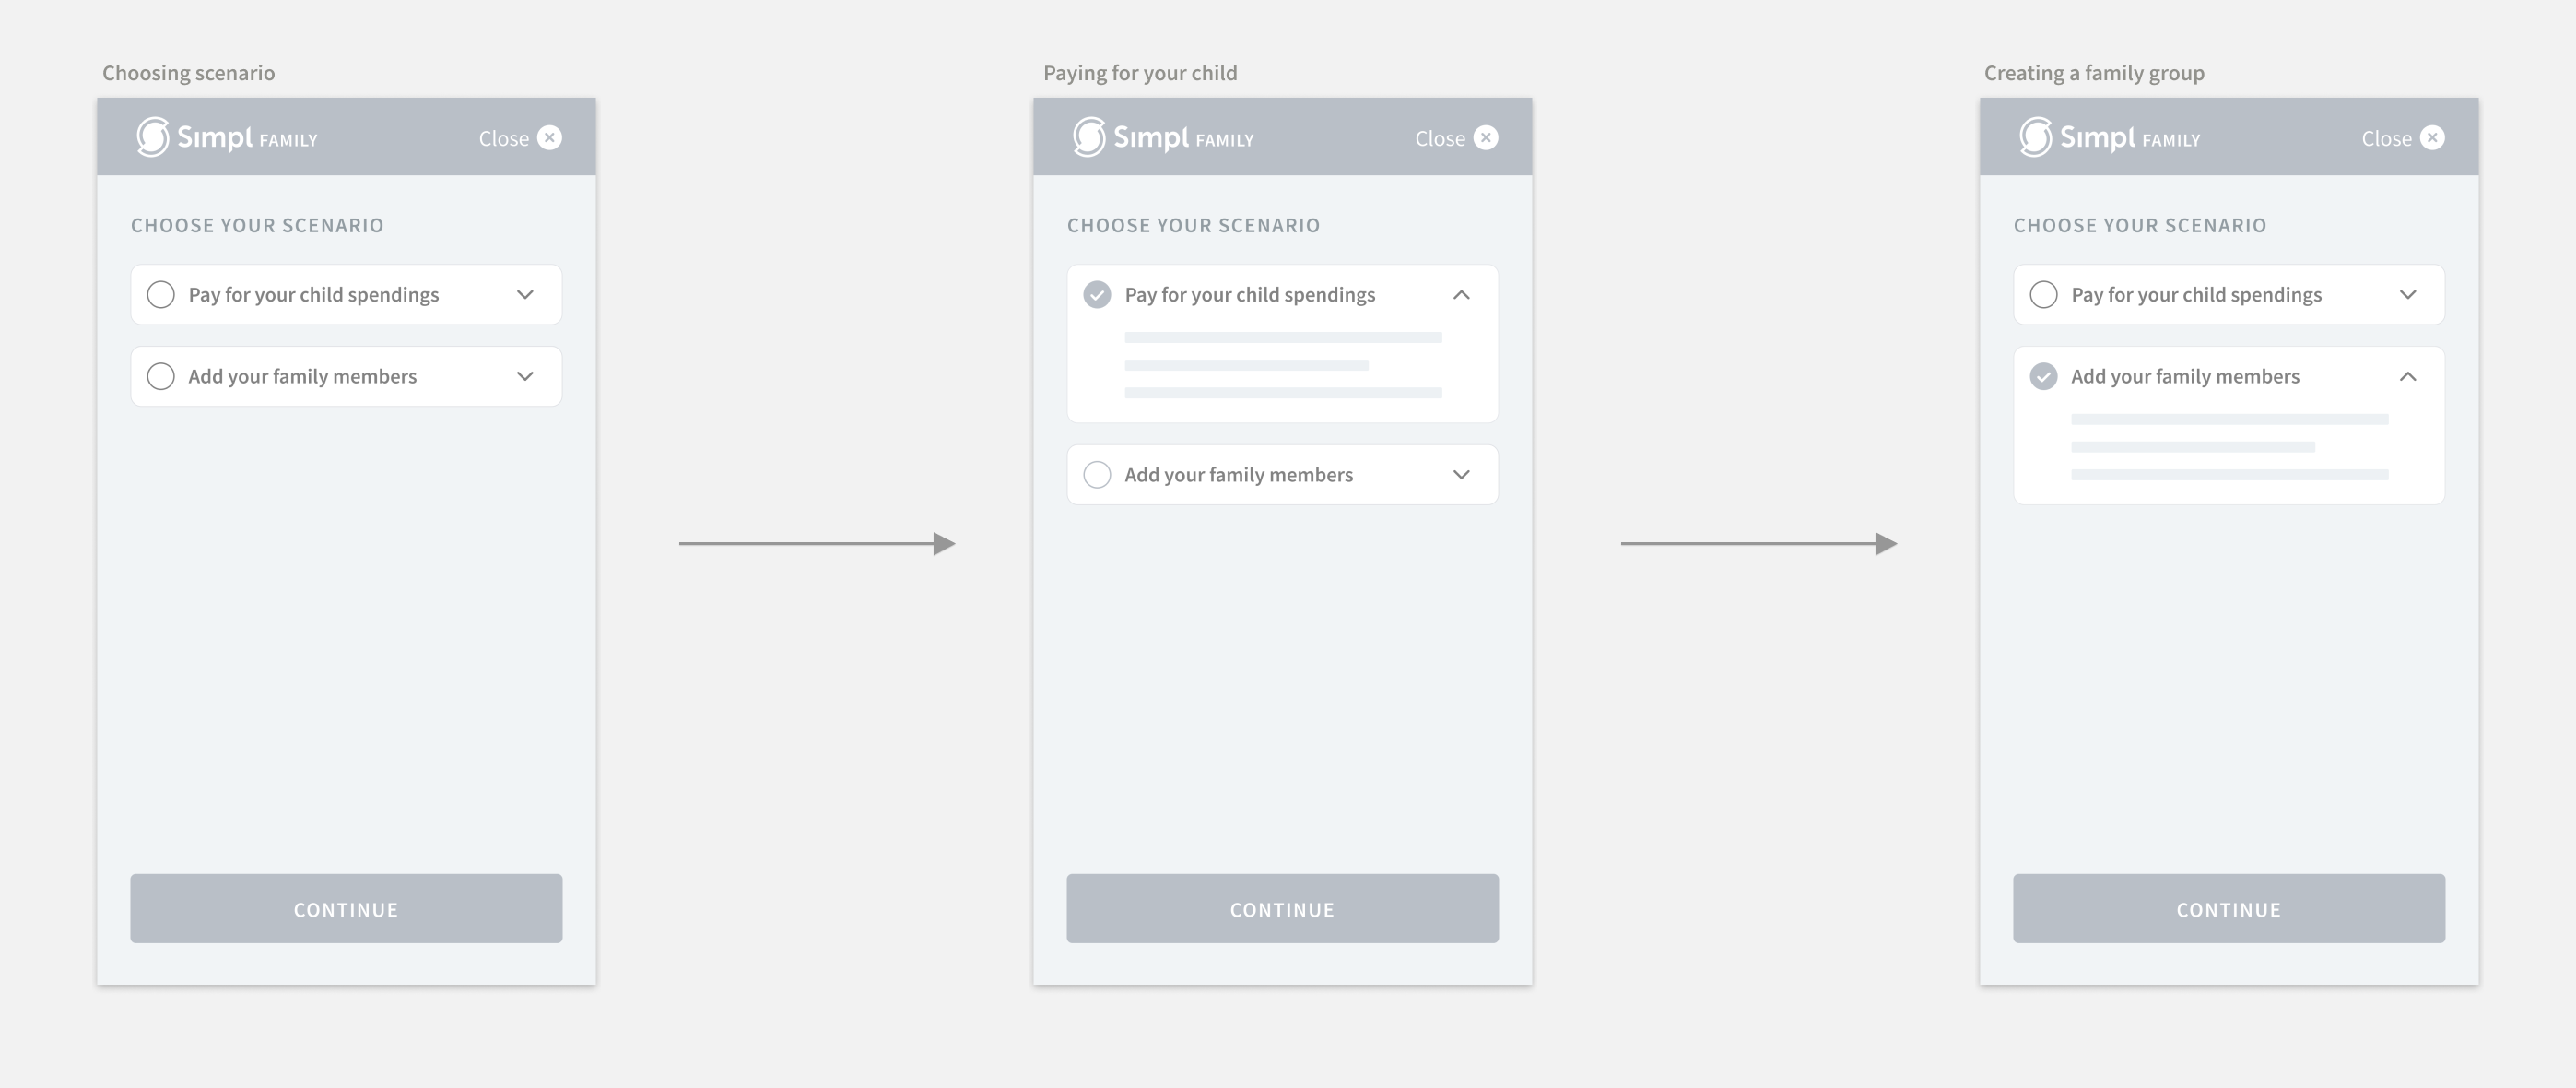 Choosing scenario
Simpl FAMILY
Close
CHOOSE YOUR SCENARIO
Pay for your child spendings
Add your family members
CONTINUE
Paying for your child
Simpl FAMILY
Close
CHOOSE YOUR SCENARIO
Pay for your child spendings
Add your family members
CONTINUE
Creating a family group
Simpl FAMILY
Close
CHOOSE YOUR SCENARIO
Pay for your child spendings
Add your family members
CONTINUE